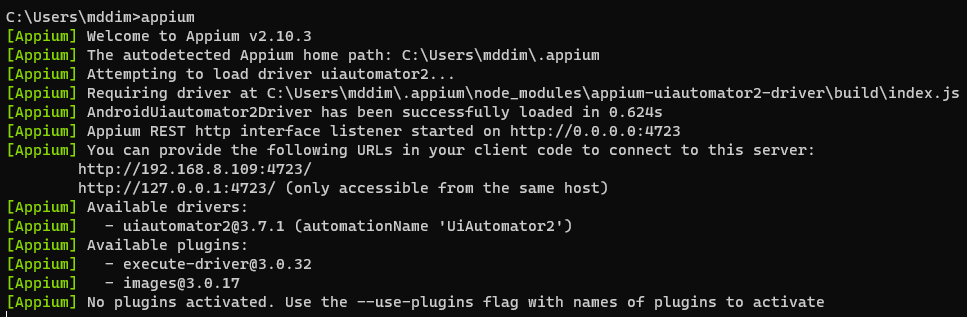 C:\Users\mddim>appium
[Appium] Welcome to Appium v2.10.3
[Appium] The autodetected Appium home path: C:\Users\mddim\.appium
[Appium] Attempting to load driver uiautomator2...
[Appium] Requiring driver at C:\Users\mddim\.appium\node_modules\appium-uiautomator2-driver\build\index.js
[Appium] AndroidUiautomator2Driver has been successfully loaded in 0.624s
[Appium] Appium REST http interface listener started on http://0.0.0.0:4723
[Appium] You can provide the following URLs in your client code to connect to this server:
        http://192.168.8.109:4723/
        http://127.0.0.1:4723/ (only accessible from the same host)
[Appium] Available drivers:
[Appium]   - uiautomator2@3.7.1 (automationName 'UiAutomator2')
[Appium] Available plugins:
[Appium]   - execute-driver@3.0.32
[Appium]   - images@3.0.17
[Appium] No plugins activated. Use the --use-plugins flag with names of plugins to activate